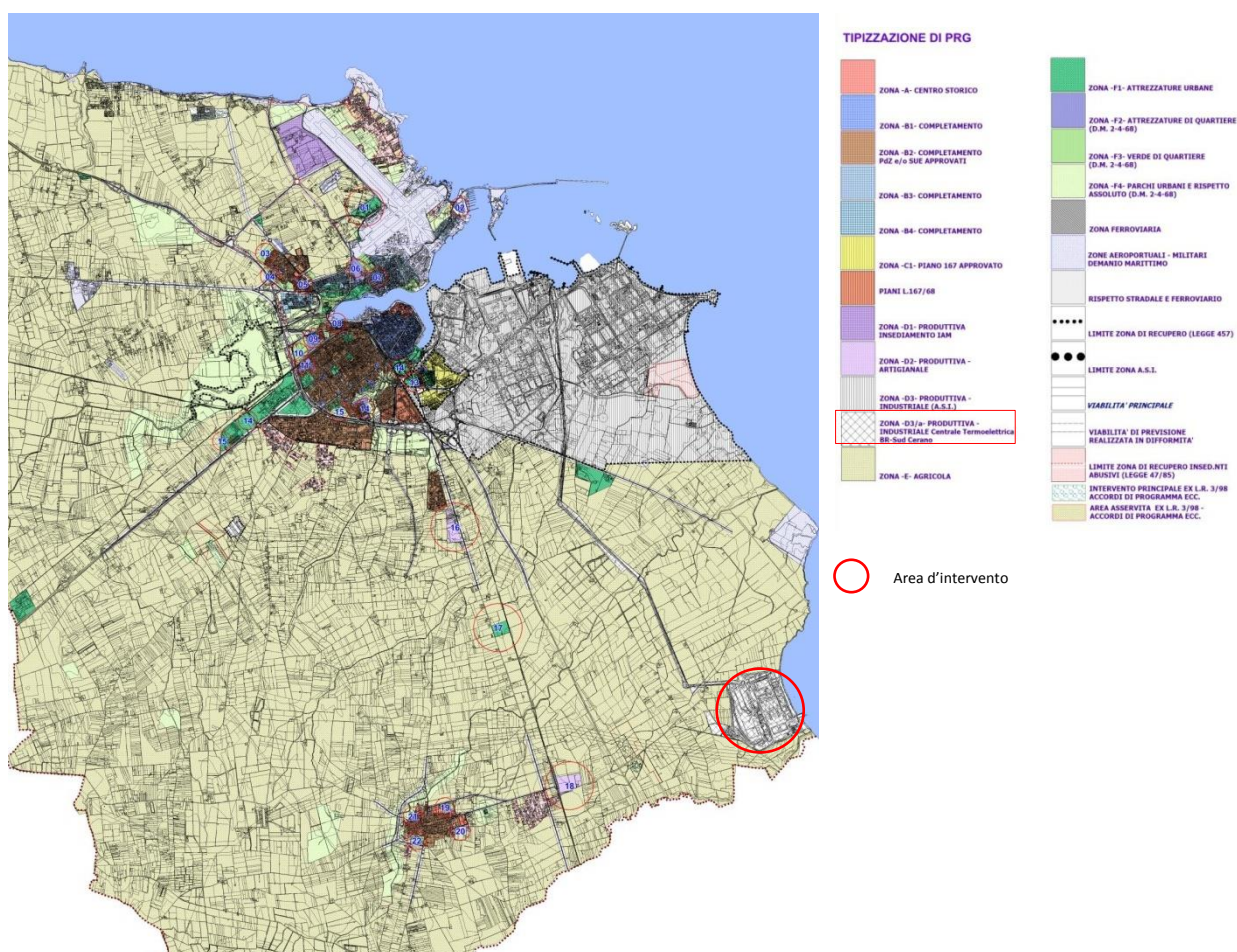 TIPIZZAZIONE DI PRG
ZONA -A- CENTRO STORICO
ZONA -B1- COMPLETAMENTO
ZONA -B2- COMPLETAMENTO
PdZ e/o SUE APPROVATI
ZONA -B3- COMPLETAMENTO
ZONA -B4- COMPLETAMENTO
ZONA -C1- PIANO 167 APPROVATO
PIANI L.167/68
ZONA -D1- PRODUTTIVA
INSEDIAMENTO IAM
ZONA -D2- PRODUTTIVA -
ARTIGIANALE
ZONA -D3- PRODUTTIVA -
INDUSTRIALE (A.S.I.)
ZONA -D3/a- PRODUTTIVA -
INDUSTRIALE Centrale Termoelettrica
BR-Sud Cerano
ZONA -E- AGRICOLA
ZONA -F1- ATTREZZATURE URBANE
ZONA -F2- ATTREZZATURE DI QUARTIERE
(D.M. 2-4-68)
ZONA -F3- VERDE DI QUARTIERE
(D.M. 2-4-68)
ZONA -F4- PARCHI URBANI E RISPETTO
ASSOLUTO (D.M. 2-4-68)
ZONA FERROVIARIA
ZONE AEROPORTUALI - MILITARI
DEMANIO MARITTIMO
RISPETTO STRADALE E FERROVIARIO
LIMITE ZONA DI RECUPERO (LEGGE 457)
LIMITE ZONA A.S.I.
VIABILITA' PRINCIPALE
VIABILITA' DI PREVISIONE
REALIZZATA IN DIFFORMITA'
LIMITE ZONA DI RECUPERO INSED.NTI
ABUSIVI (LEGGE 47/85)
INTERVENTO PRINCIPALE EX L.R. 3/98
ACCORDI DI PROGRAMMA ECC.
AREA ASSERVITA EX L.R. 3/98 -
ACCORDI DI PROGRAMMA ECC.
Area d'intervento
03
04
06
10
14
15
14
15
16
17
18
19
20
21
22